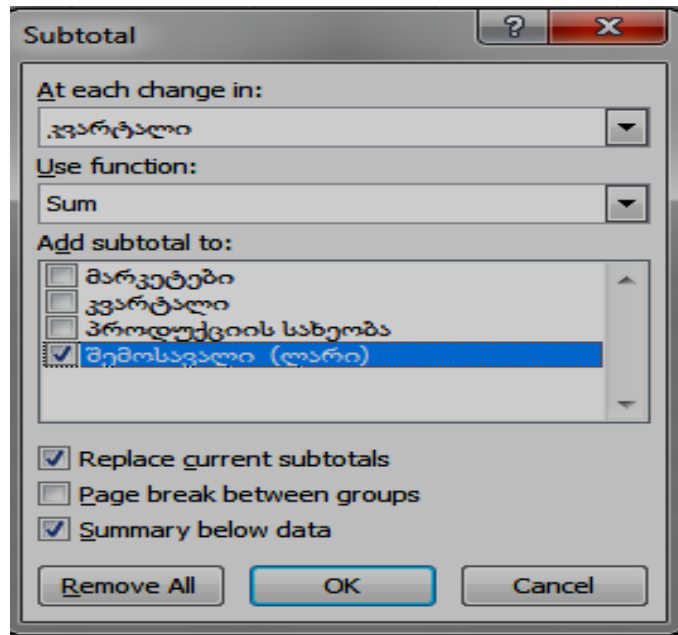 Subtotal
At each change in:
კვარტალი
Use function:
Sum
Add subtotal to:
მარკეტები
კვარტალი
პროდუქციის სახეობა
შემოსავალი (ლარი)
Replace current subtotals
Page break between groups
Summary below data
Remove All OK Cancel